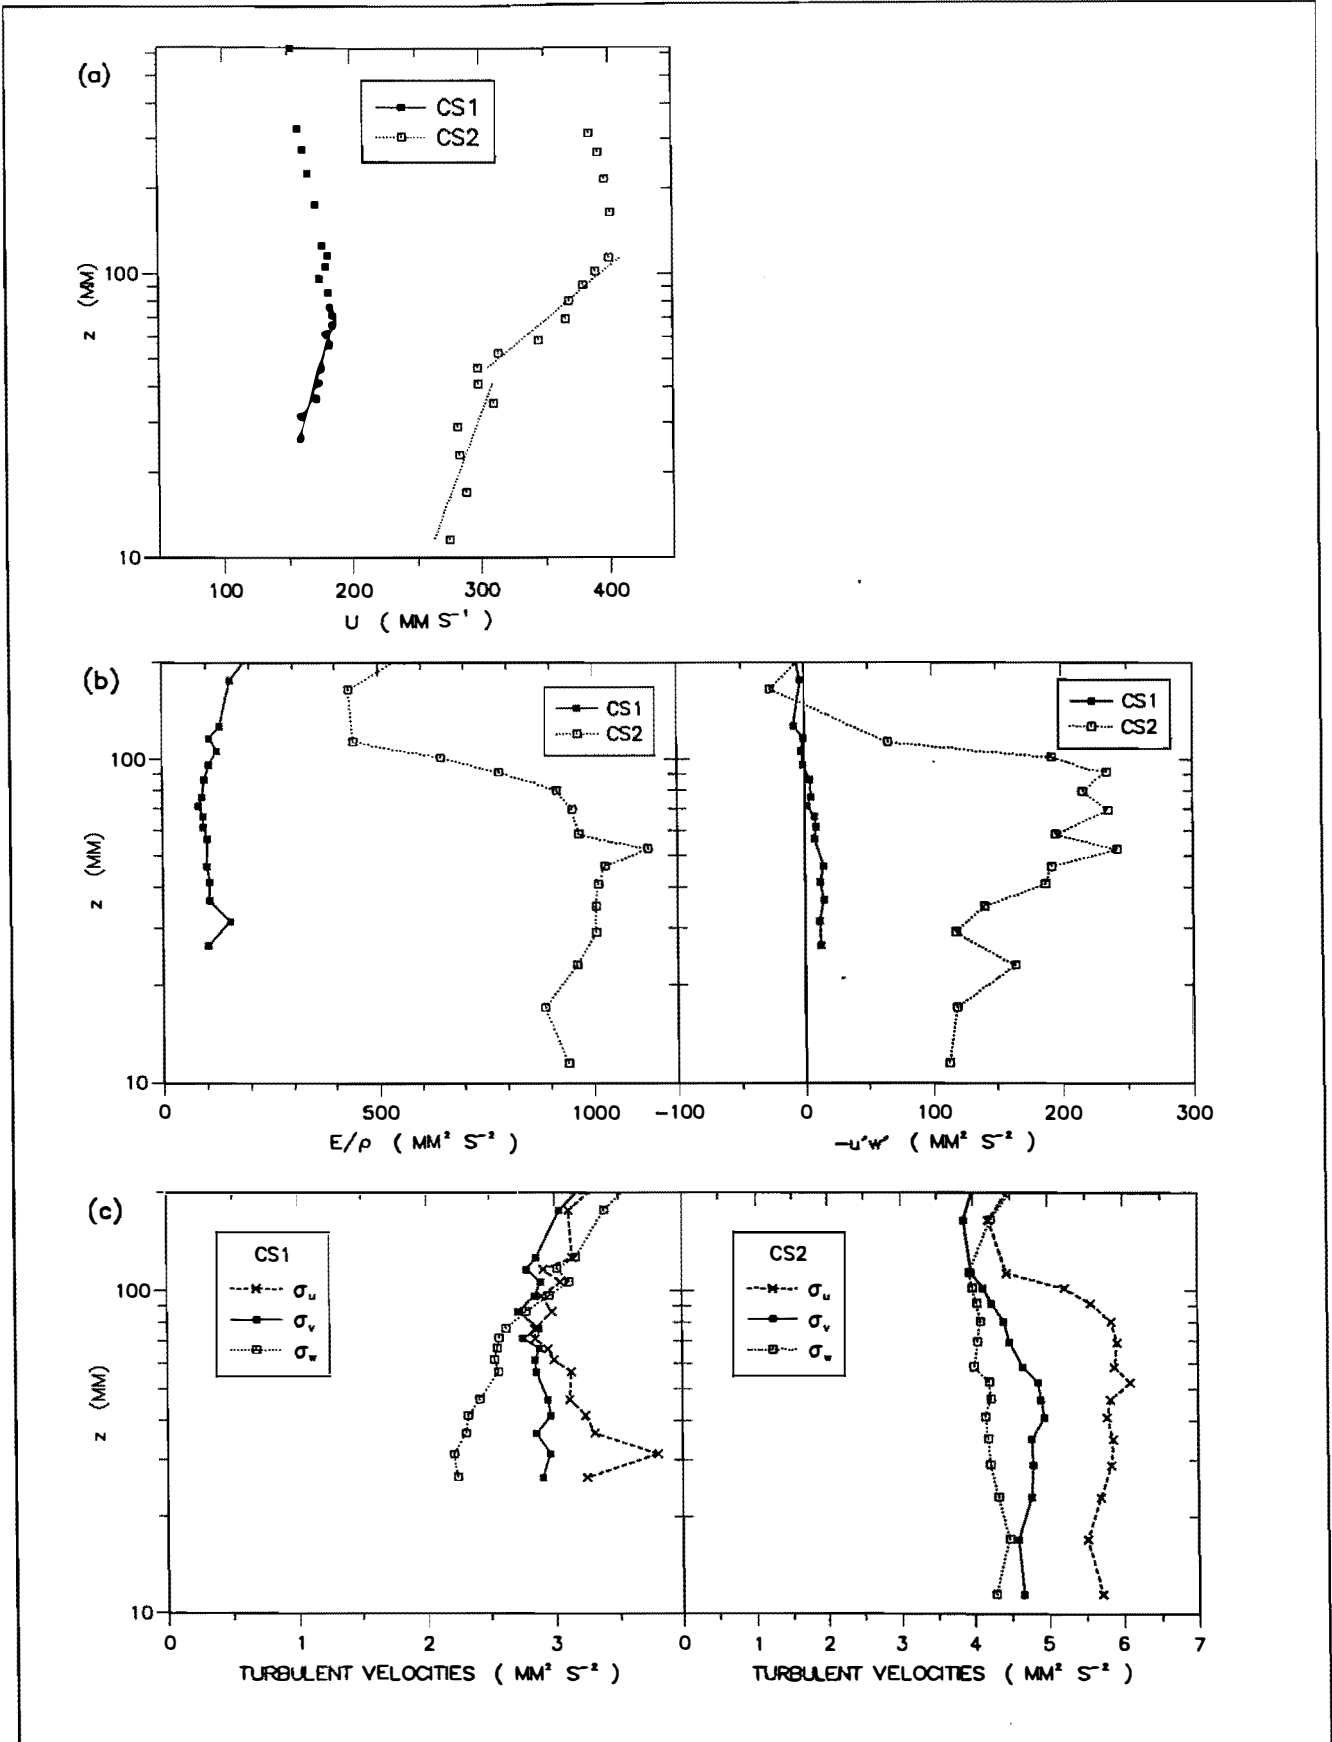 (a)
CS1
CS2
100
10
z (MM)
100 200 300 400
U ( MM S⁻¹ )
(b)
CS1
CS2
CS1
CS2
100
10
z (MM)
0 500 1000 -100 0 100 200 300
E/ρ ( MM² S⁻² )
-u'w' ( MM² S⁻² )
(c)
CS1
σu
σv
σw
CS2
σu
σv
σw
100
10
z (MM)
0 1 2 3 0 1 2 3 4 5 6 7
TURBULENT VELOCITIES ( MM² S⁻² )
TURBULENT VELOCITIES ( MM² S⁻² )